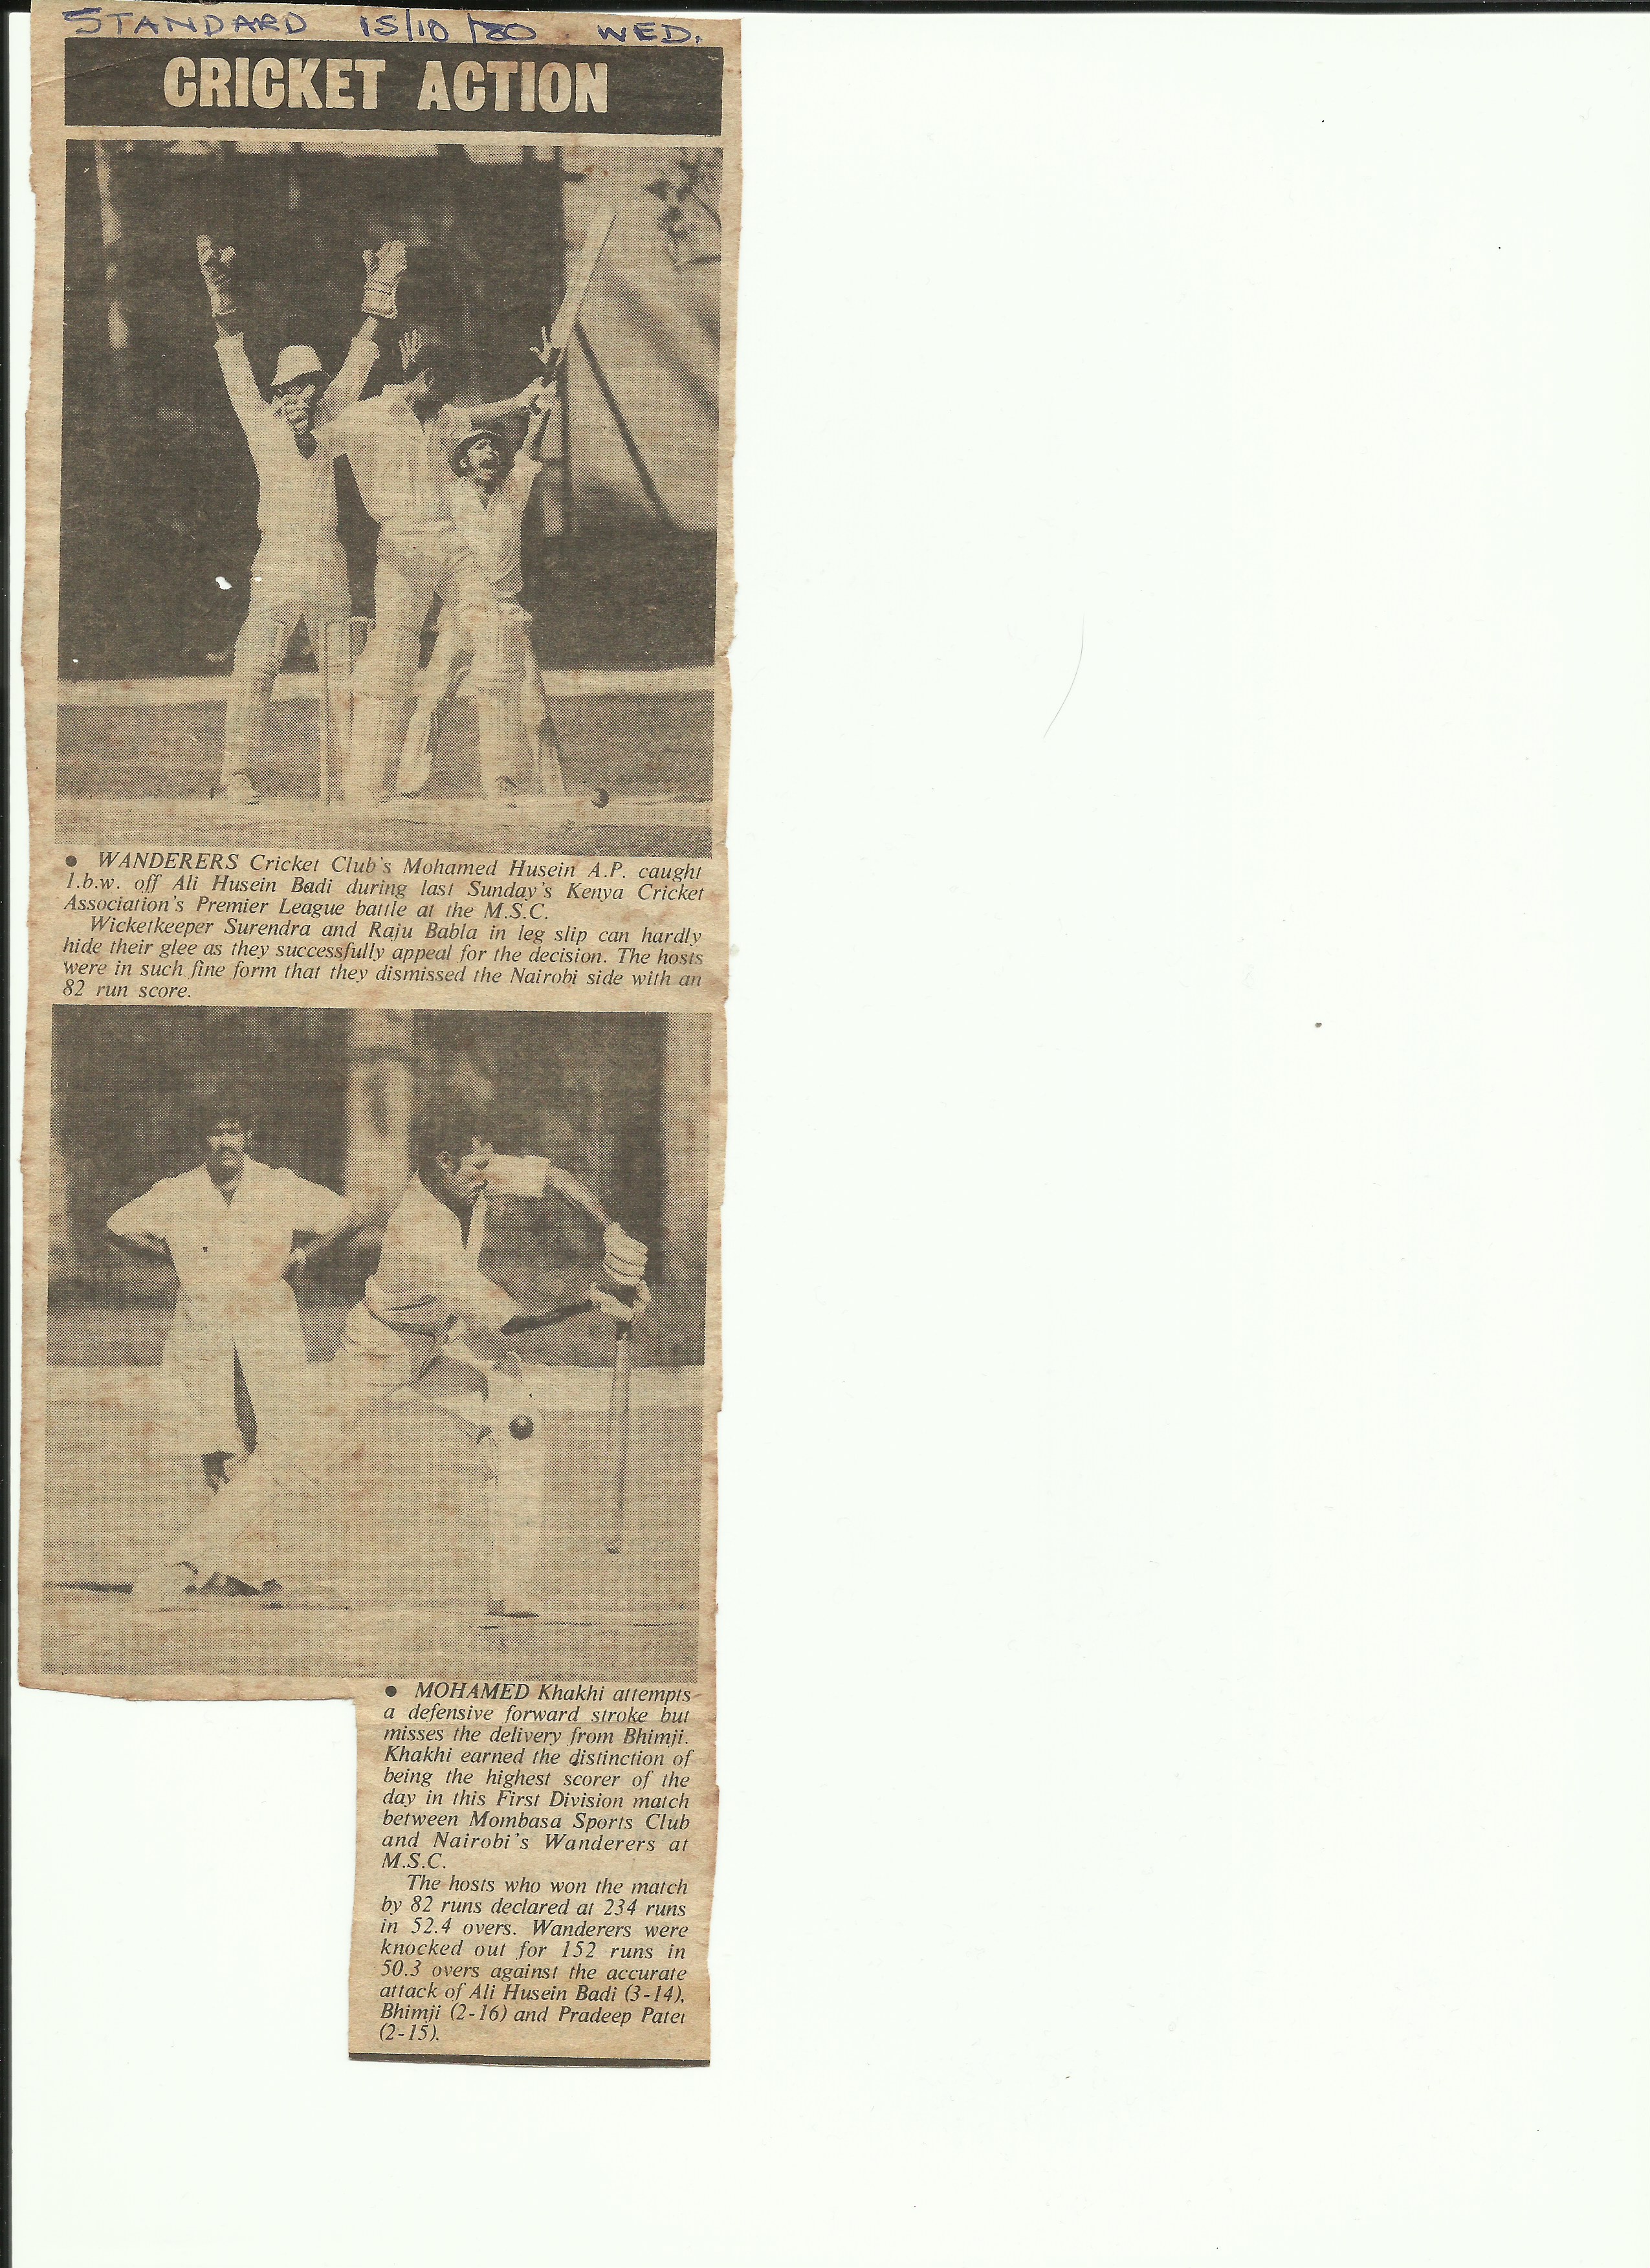 STANDARD 15/10/80 WED.
CRICKET ACTION
● WANDERERS Cricket Club's Mohamed Husein A.P. caught
l.b.w. off Ali Husein Badi during last Sunday's Kenya Cricket
Association's Premier League battle at the M.S.C.
Wicketkeeper Surendra and Raju Babla in leg slip can hardly
hide their glee as they successfully appeal for the decision. The hosts
were in such fine form that they dismissed the Nairobi side with an
82 run score.
● MOHAMED Khakhi attempts
a defensive forward stroke but
misses the delivery from Bhimji.
Khakhi earned the distinction of
being the highest scorer of the
day in this First Division match
between Mombasa Sports Club
and Nairobi's Wanderers at
M.S.C.
The hosts who won the match
by 82 runs declared at 234 runs
in 52.4 overs. Wanderers were
knocked out for 152 runs in
50.3 overs against the accurate
attack of Ali Husein Badi (3-14),
Bhimji (2-16) and Pradeep Patel
(2-15).